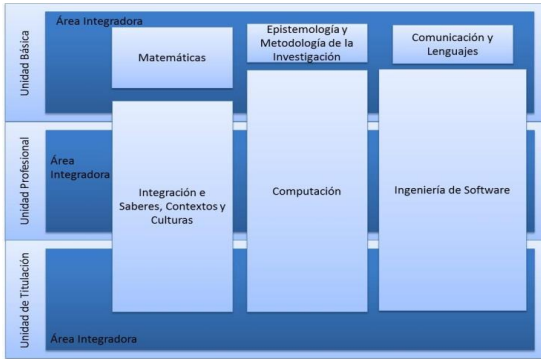 Unidad Básica
Área Integradora
Matemáticas
Epistemología y
Metodología de la
Investigación
Comunicación y
Lenguajes
Unidad Profesional
Área
Integradora
Integración e
Saberes, Contextos y
Culturas
Computación
Ingeniería de Software
Unidad de Titulación
Área Integradora